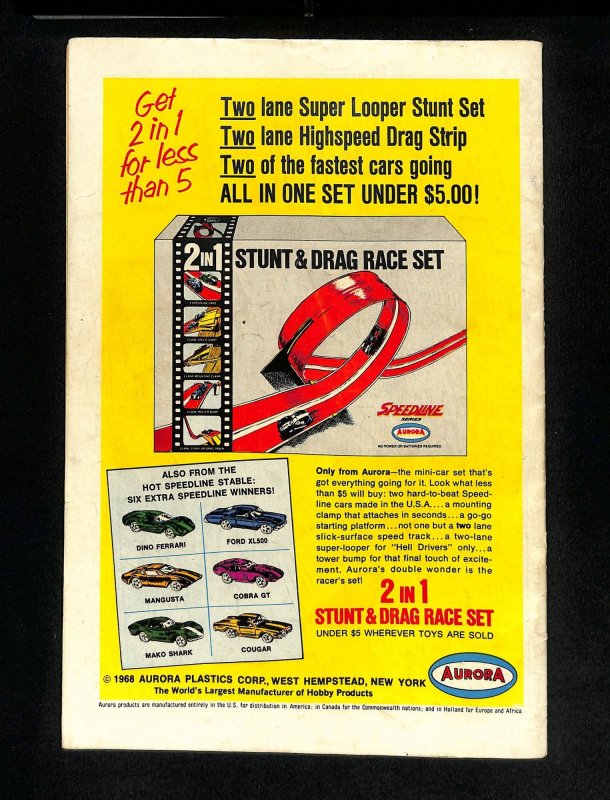 Get
2 in 1
for less
than 5
Two lane Super Looper Stunt Set
Two lane Highspeed Drag Strip
Two of the fastest cars going
ALL IN ONE SET UNDER $5.00!
2 IN 1
STUNT & DRAG RACE SET
2 SPEEDLINE CARS
SPEEDLINE
SERIES
AURORA
NO POWER OR BATTERIES REQUIRED
ALSO FROM THE
HOT SPEEDLINE STABLE:
SIX EXTRA SPEEDLINE WINNERS!
DINO FERRARI
FORD XL500
MANGUSTA
COBRA GT
MAKO SHARK
COUGAR
Only from Aurora—the mini-car set that's
got everything going for it. Look what less
than $5 will buy: two hard-to-beat Speed-
line cars made in the U.S.A.... a mounting
clamp that attaches in seconds... a go-go
starting platform... not one but a two lane
slick-surface speed track... a two-lane
super-looper for "Hell Drivers" only... a
tower bump for that final touch of excite-
ment. Aurora's double wonder is the
racer's set!
2 IN 1
STUNT & DRAG RACE SET
UNDER $5 WHEREVER TOYS ARE SOLD
© 1968 AURORA PLASTICS CORP., WEST HEMPSTEAD, NEW YORK
The World's Largest Manufacturer of Hobby Products
AURORA
Aurora products are manufactured entirely in the U.S. for distribution in America: in Canada for the Commonwealth nations; and in Holland for Europe and Africa